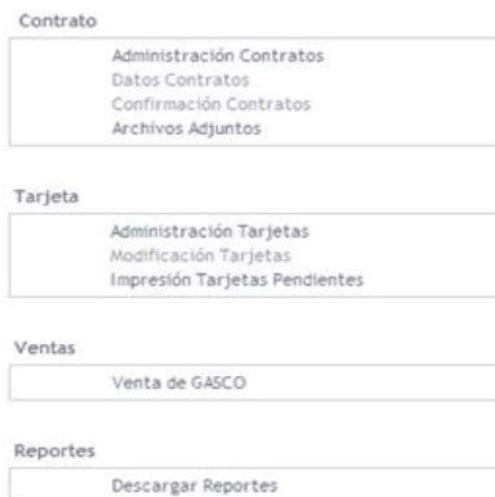 Contrato
Administración Contratos
Datos Contratos
Confirmación Contratos
Archivos Adjuntos
Tarjeta
Administración Tarjetas
Modificación Tarjetas
Impresión Tarjetas Pendientes
Ventas
Venta de GASCO
Reportes
Descargar Reportes